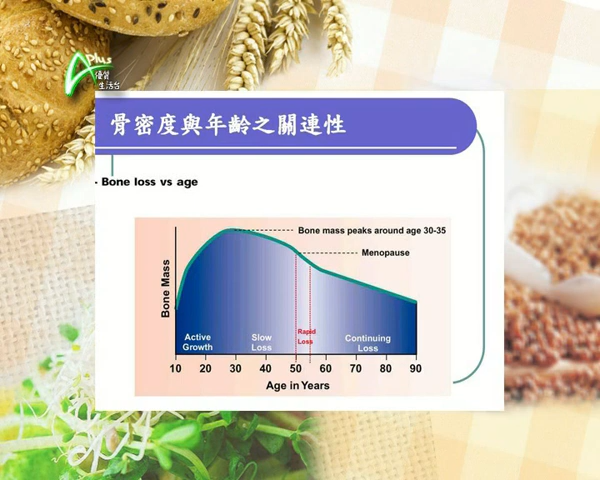 A Plus
優質
生活台
骨密度與年齡之關連性
- Bone loss vs age
Bone mass peaks around age 30-35
Menopause
Bone Mass
Active
Growth
Slow
Loss
Rapid
Loss
Continuing
Loss
10 20 30 40 50 60 70 80 90
Age in Years